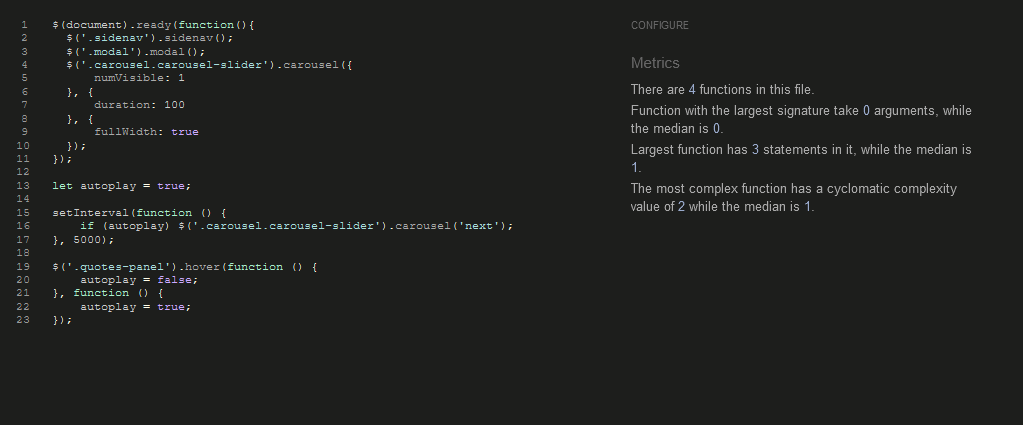 1 $(document).ready(function(){
2   $('.sidenav').sidenav();
3   $('.modal').modal();
4   $('.carousel.carousel-slider').carousel({
5       numVisible: 1
6   }, {
7       duration: 100
8   }, {
9       fullWidth: true
10   });
11 });
12
13 let autoplay = true;
14
15 setInterval(function () {
16     if (autoplay) $('.carousel.carousel-slider').carousel('next');
17 }, 5000);
18
19 $('.quotes-panel').hover(function () {
20     autoplay = false;
21 }, function () {
22     autoplay = true;
23 });
CONFIGURE
Metrics
There are 4 functions in this file.
Function with the largest signature take 0 arguments, while
the median is 0.
Largest function has 3 statements in it, while the median is
1.
The most complex function has a cyclomatic complexity
value of 2 while the median is 1.